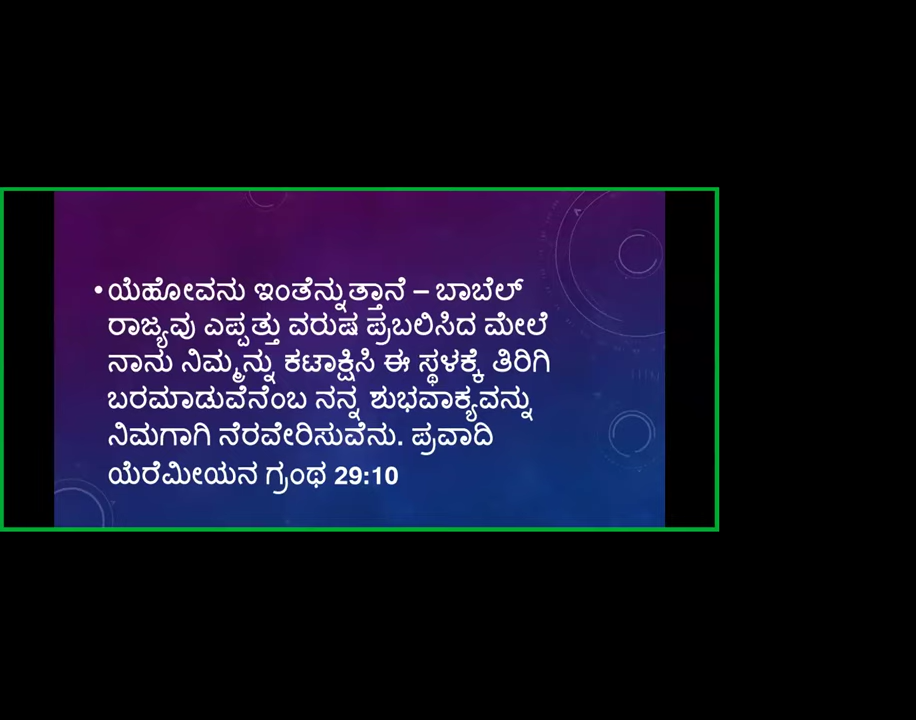 • ಯೆಹೋವನು ಇಂತೆನ್ನುತ್ತಾನೆ – ಬಾಬೆಲ್
ರಾಜ್ಯವು ಎಪ್ಪತ್ತು ವರುಷ ಪ್ರಬಲಿಸಿದ ಮೇಲೆ
ನಾನು ನಿಮ್ಮನ್ನು ಕಟಾಕ್ಷಿಸಿ ಈ ಸ್ಥಳಕ್ಕೆ ತಿರಿಗಿ
ಬರಮಾಡುವೆನೆಂಬ ನನ್ನ ಶುಭವಾಕ್ಯವನ್ನು
ನಿಮಗಾಗಿ ನೆರವೇರಿಸುವೆನು. ಪ್ರವಾದಿ
ಯೆರೆಮೀಯನ ಗ್ರಂಥ 29:10